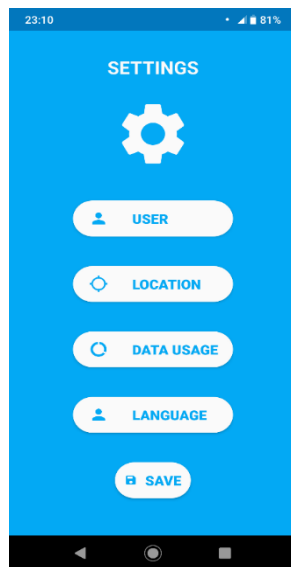 23:10
81%
SETTINGS
USER
LOCATION
DATA USAGE
LANGUAGE
SAVE